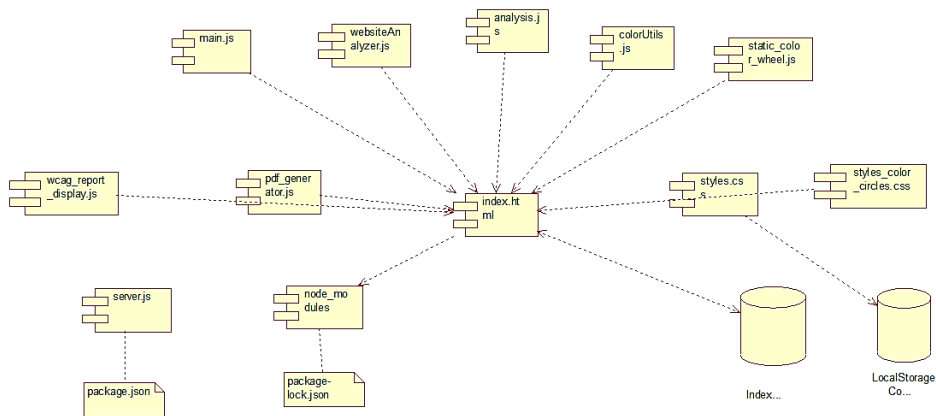 main.js
websiteAn
alyzer.js
analysis.j
s
colorUtils
.js
static_colo
r_wheel.js
wcag_report
_display.js
pdf_gener
ator.js
index.ht
ml
styles.cs
s
styles_color
_circles.css
server.js
node_mo
dules
package.json
package-
lock.json
Index...
LocalStorage
Co...